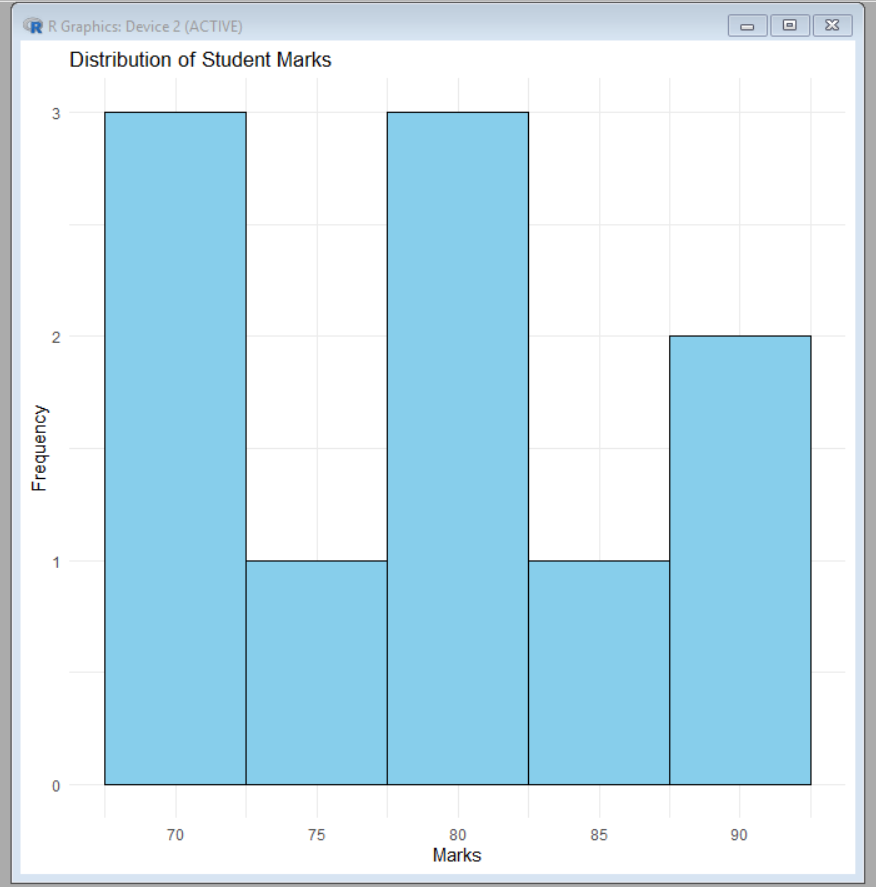 R Graphics: Device 2 (ACTIVE)
Distribution of Student Marks
3
2
1
0
Frequency
70 75 80 85 90
Marks